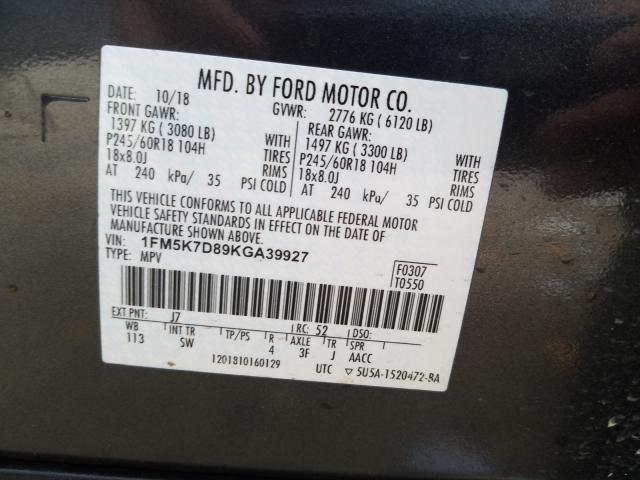 MFD. BY FORD MOTOR CO.
DATE: 10/18 GVWR: 2776 KG ( 6120 LB)
FRONT GAWR: REAR GAWR:
1397 KG ( 3080 LB) WITH 1497 KG ( 3300 LB) WITH
P245/60R18 104H TIRES P245/60R18 104H TIRES
18x8.0J RIMS 18x8.0J RIMS
AT 240 kPa/ 35 PSI COLD AT 240 kPa/ 35 PSI COLD
THIS VEHICLE CONFORMS TO ALL APPLICABLE FEDERAL MOTOR
VEHICLE SAFETY STANDARDS IN EFFECT ON THE DATE OF
MANUFACTURE SHOWN ABOVE.
VIN: 1FM5K7D89KGA39927
TYPE: MPV
F0307
T0550
EXT PNT: J7 RC: 52 DSO:
WB INT TR TP/PS R AXLE TR SPR
113 SW 4 3F J AACC
1201810160129 UTC ▽ 5U5A-1520472-BA